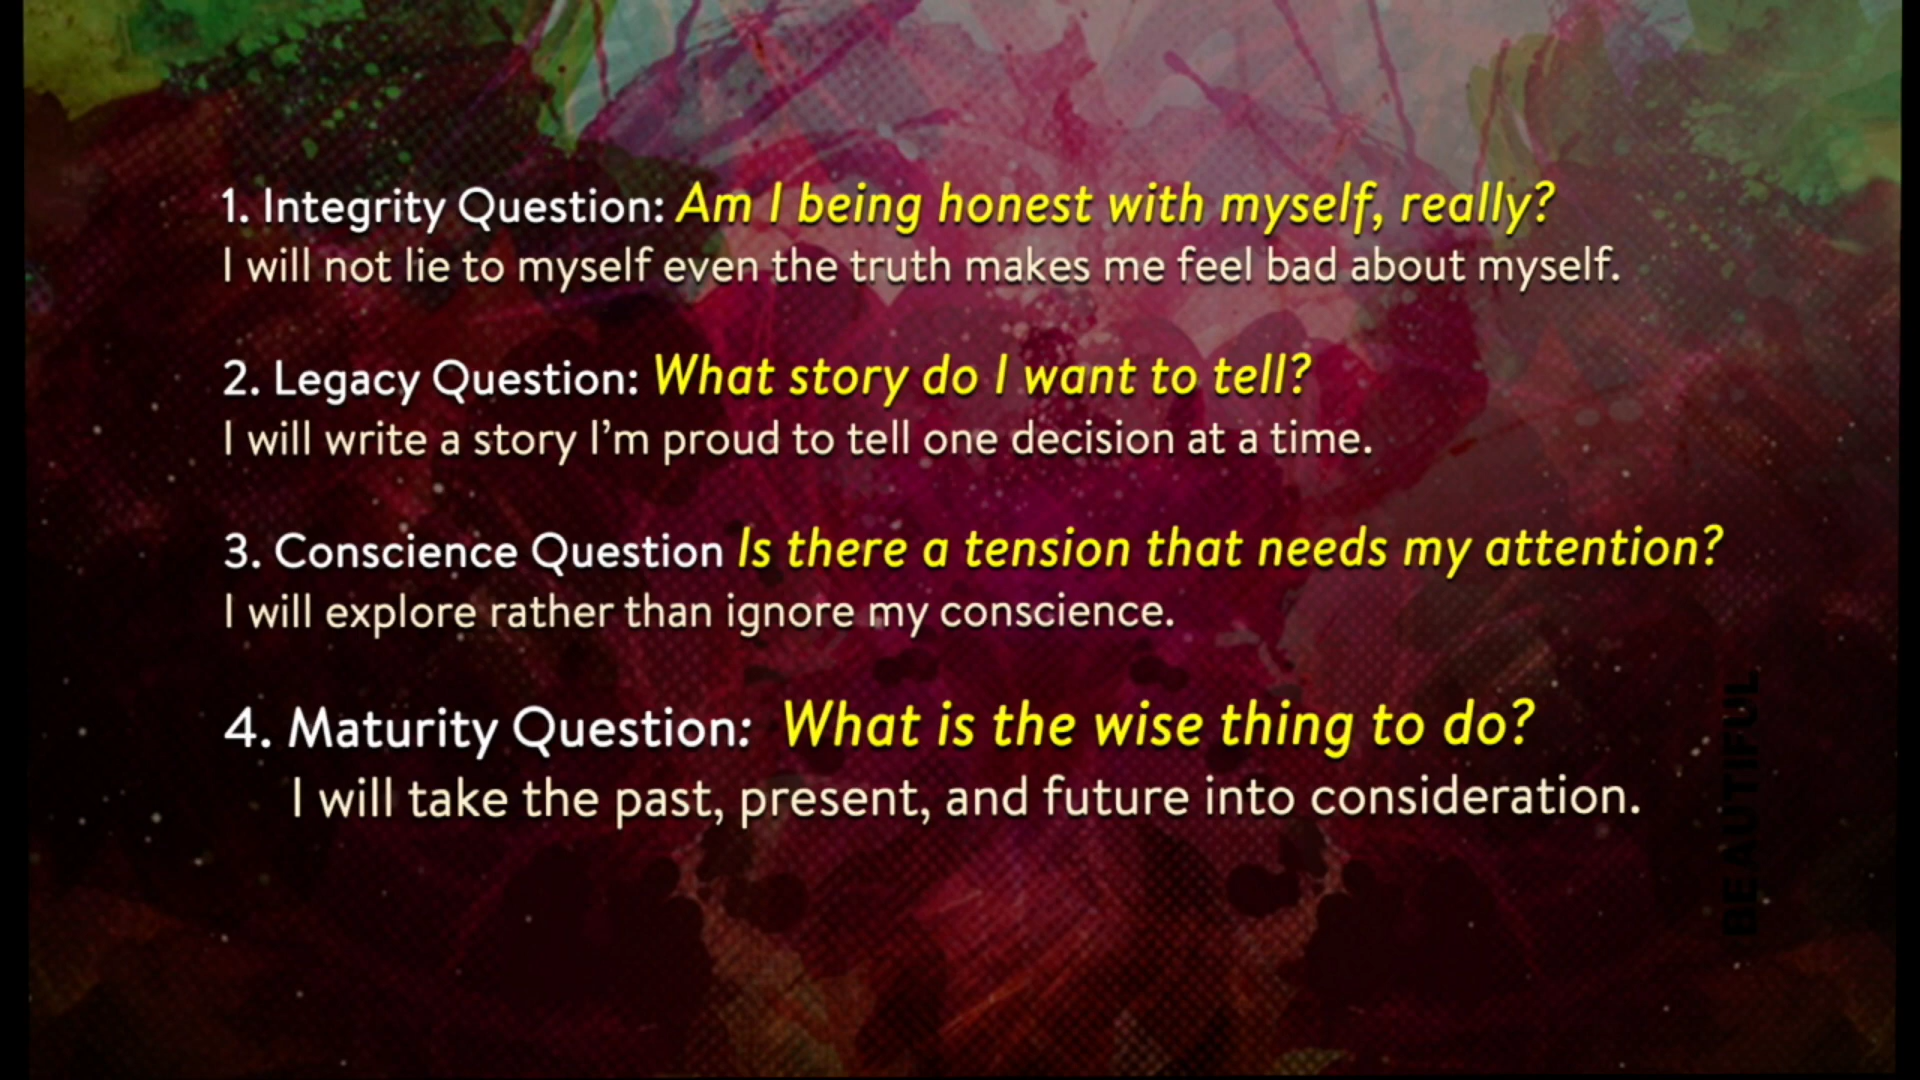 1. Integrity Question: Am I being honest with myself, really?
I will not lie to myself even the truth makes me feel bad about myself.
2. Legacy Question: What story do I want to tell?
I will write a story I’m proud to tell one decision at a time.
3. Conscience Question Is there a tension that needs my attention?
I will explore rather than ignore my conscience.
4. Maturity Question: What is the wise thing to do?
I will take the past, present, and future into consideration.
BEAUTIFUL